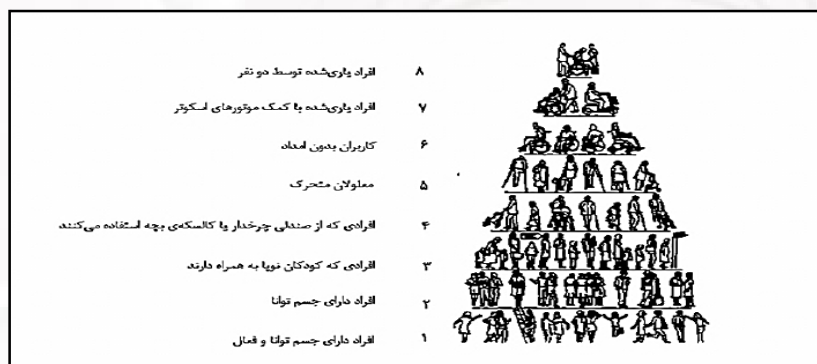 ۸ افراد یاری‌شده توسط دو نفر
۷ افراد یاری‌شده با کمک موتورهای اسکوتر
۶ کاربران بدون امداد
۵ معلولان متحرک
۴ افرادی که از صندلی چرخدار یا کالسکه‌ی بچه استفاده می‌کنند
۳ افرادی که کودکان نوپا به همراه دارند
۲ افراد دارای جسم توانا
۱ افراد دارای جسم توانا و فعال